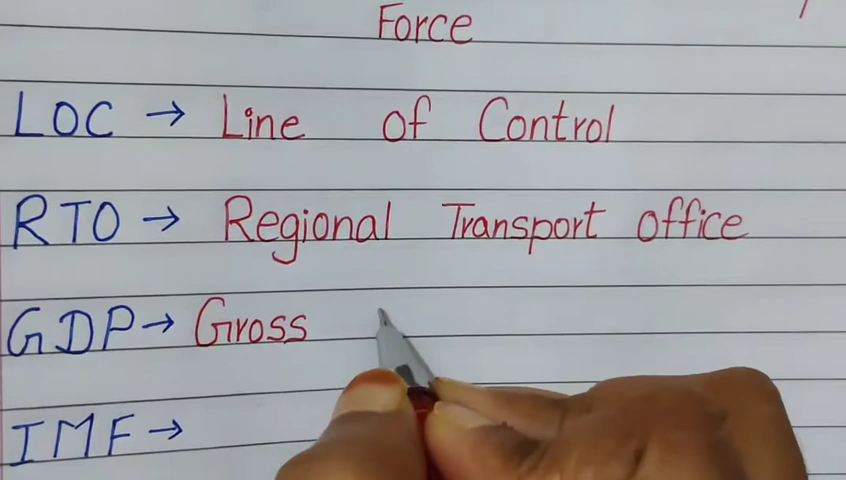 Force
LOC → Line of Control
RTO → Regional Transport office
GDP → Gross
IMF →